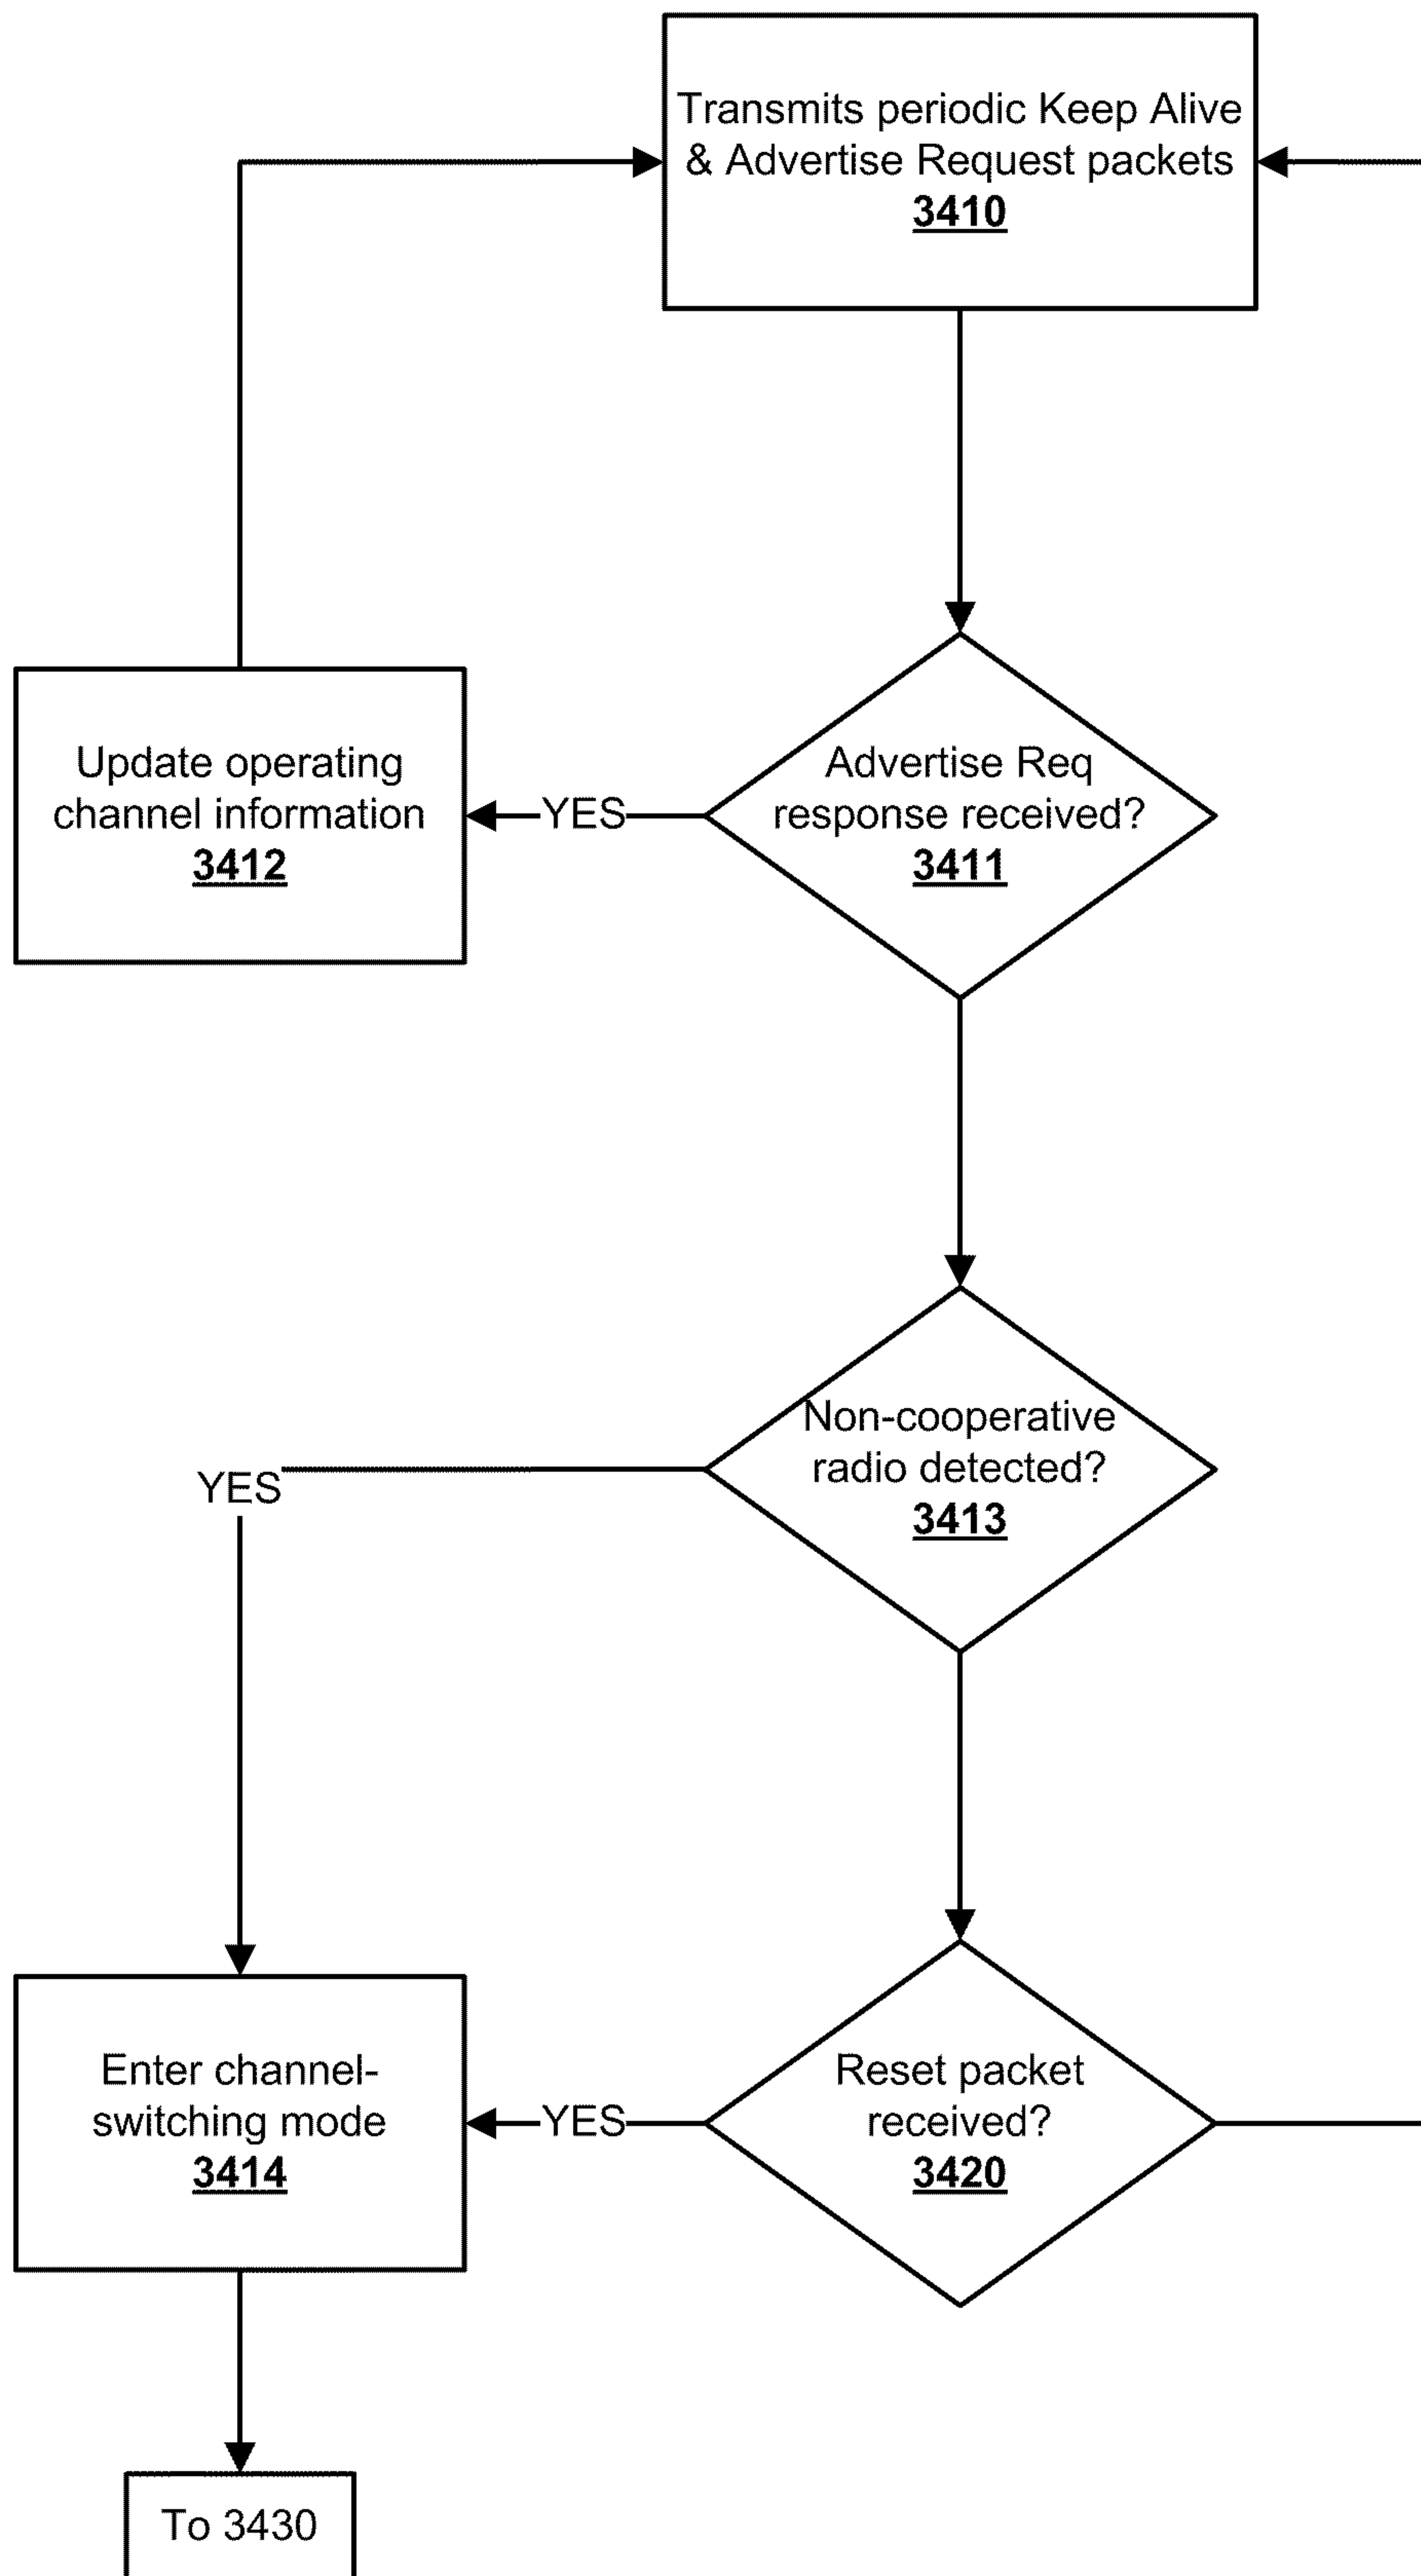 Transmits periodic Keep Alive
& Advertise Request packets
3410
Update operating
channel information
3412
YES
Advertise Req
response received?
3411
Non-cooperative
radio detected?
3413
YES
Enter channel-
switching mode
3414
YES
Reset packet
received?
3420
To 3430